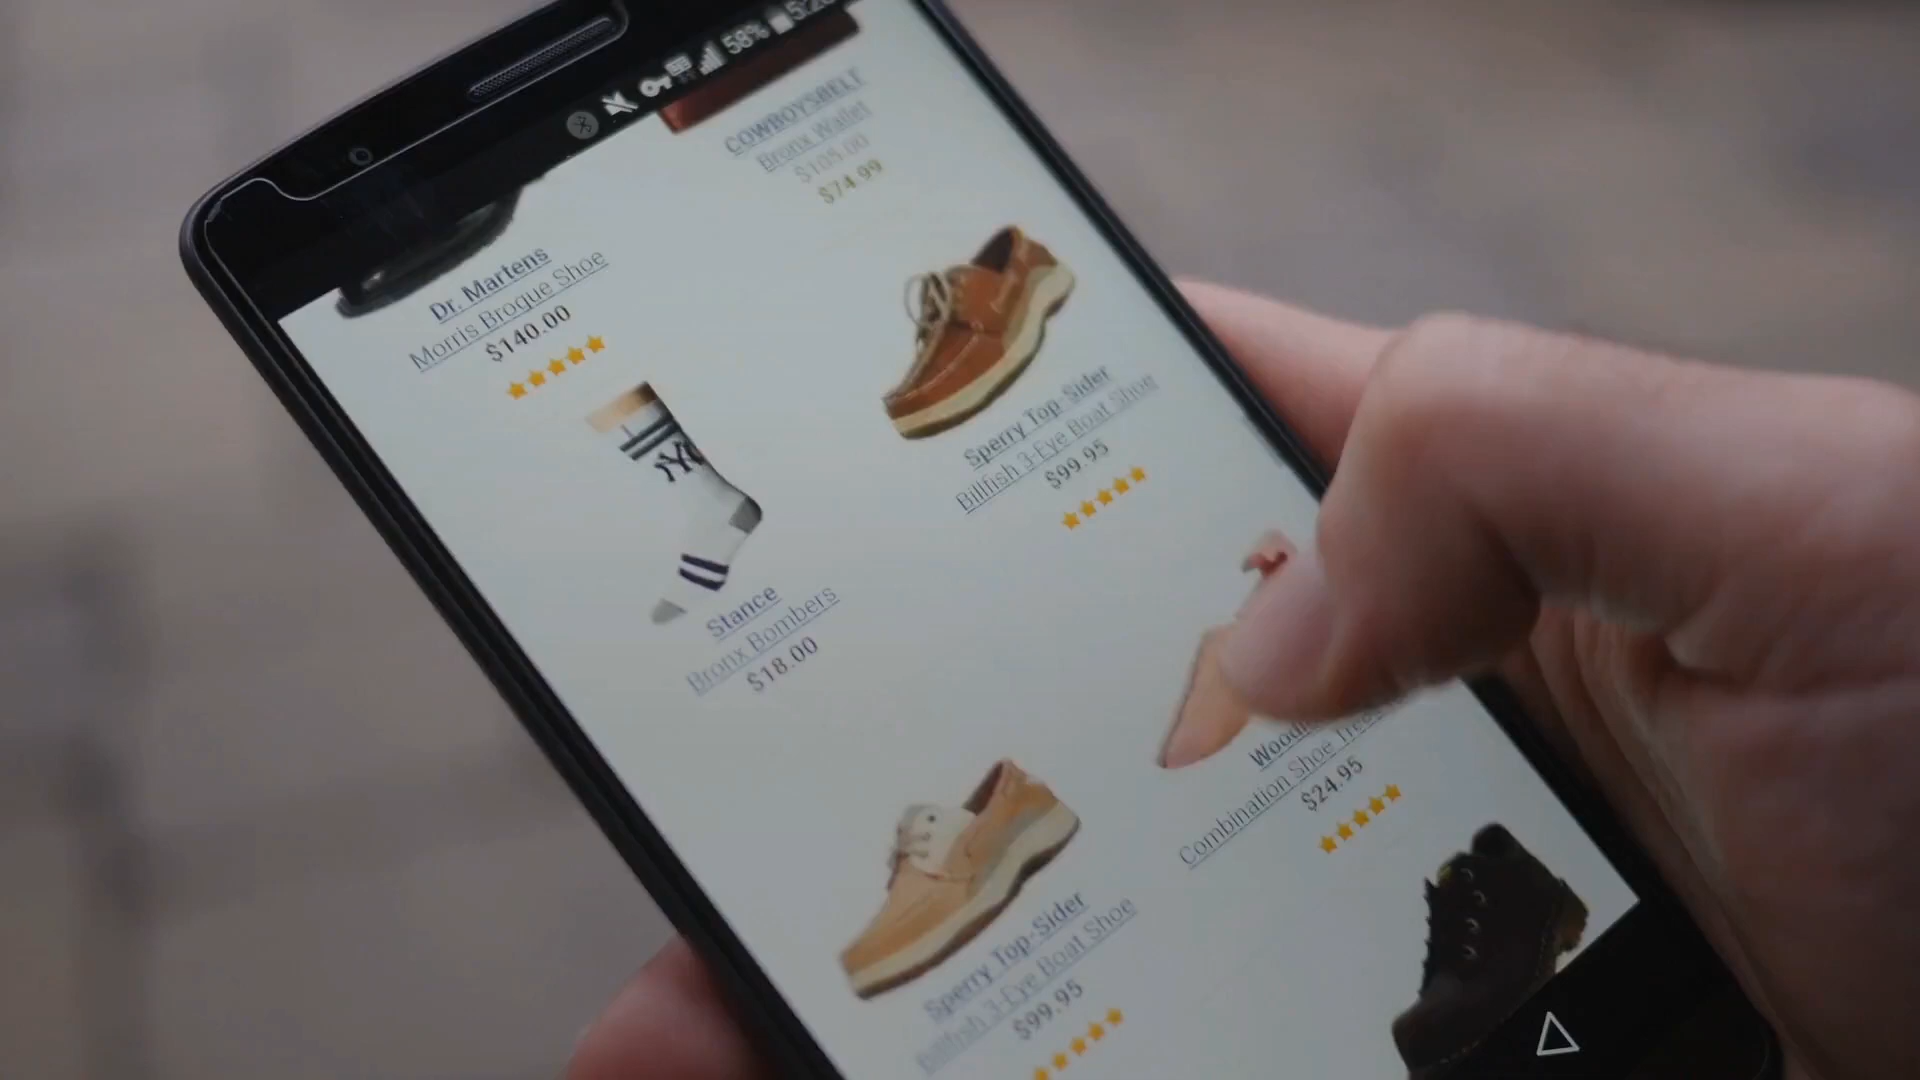 58%
COWBOYSBELT
Bronx Wallet
$105.00
$74.99
Dr. Martens
Morris Brogue Shoe
$140.00
Sperry Top-Sider
Billfish 3-Eye Boat Shoe
$99.95
NY
Stance
Bronx Bombers
$18.00
Combination Shoe Tree
$24.95
Sperry Top-Sider
Billfish 3-Eye Boat Shoe
$99.95